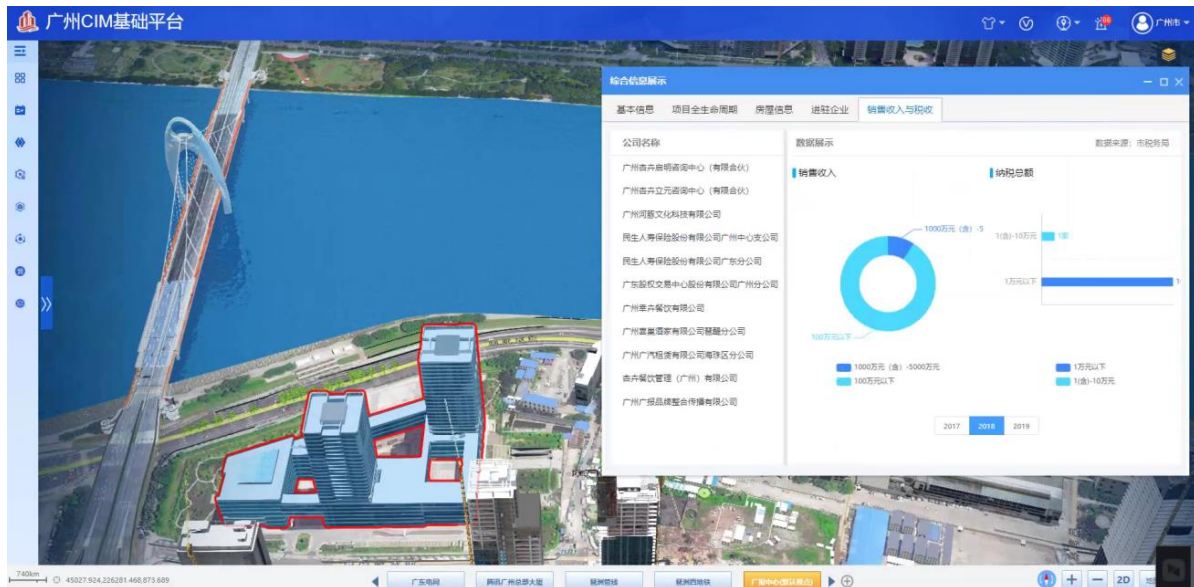 广州CIM基础平台
广州市
综合信息展示
基本信息 项目全生命周期 房屋信息 进驻企业 销售收入与税收
公司名称
广州杏卉启明咨询中心（有限合伙）
广州杏卉立元咨询中心（有限合伙）
广州河豚文化科技有限公司
民生人寿保险股份有限公司广州中心支公司
民生人寿保险股份有限公司广东分公司
广东股权交易中心股份有限公司广州分公司
广州幸卉餐饮有限公司
广州喜粤酒家有限公司琶醍分公司
广州广汽租赁有限公司海珠区分公司
杏卉餐饮管理（广州）有限公司
广州广报品牌整合传播有限公司
数据展示
数据来源：市税务局
销售收入
1000万元（含）-5
100万元以下
1000万元（含）-5000万元
100万元以下
纳税总额
1(含)-10万元
1万元以下
1万元以下
1(含)-10万元
2017 2018 2019
740km
45027.924,226281.468,873.689
广东电网 腾讯广州总部大厦 琶洲管线 琶洲西地铁 广报中心(默认视点)
2D